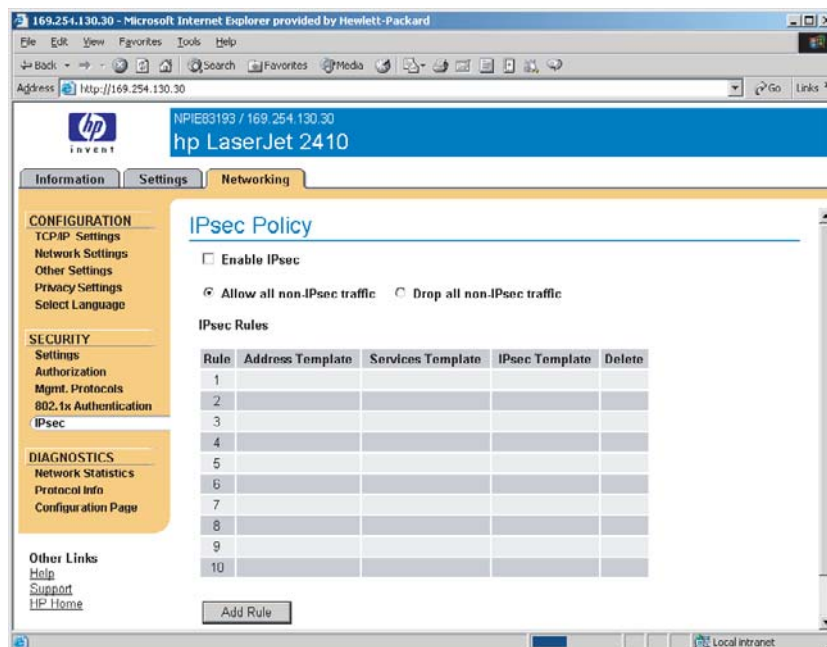 169.254.130.30 - Microsoft Internet Explorer provided by Hewlett-Packard
File Edit View Favorites Tools Help
Back Search Favorites Media
Address http://169.254.130.30 Go Links
hp
invent
NPIE83193 / 169.254.130.30
hp LaserJet 2410
Information Settings Networking
CONFIGURATION
TCP/IP Settings
Network Settings
Other Settings
Privacy Settings
Select Language
SECURITY
Settings
Authorization
Mgmt. Protocols
802.1x Authentication
IPsec
DIAGNOSTICS
Network Statistics
Protocol Info
Configuration Page
Other Links
Help
Support
HP Home
IPsec Policy
Enable IPsec
Allow all non-IPsec traffic Drop all non-IPsec traffic
IPsec Rules
Rule Address Template Services Template IPsec Template Delete
1
2
3
4
5
6
7
8
9
10
Add Rule
Local intranet